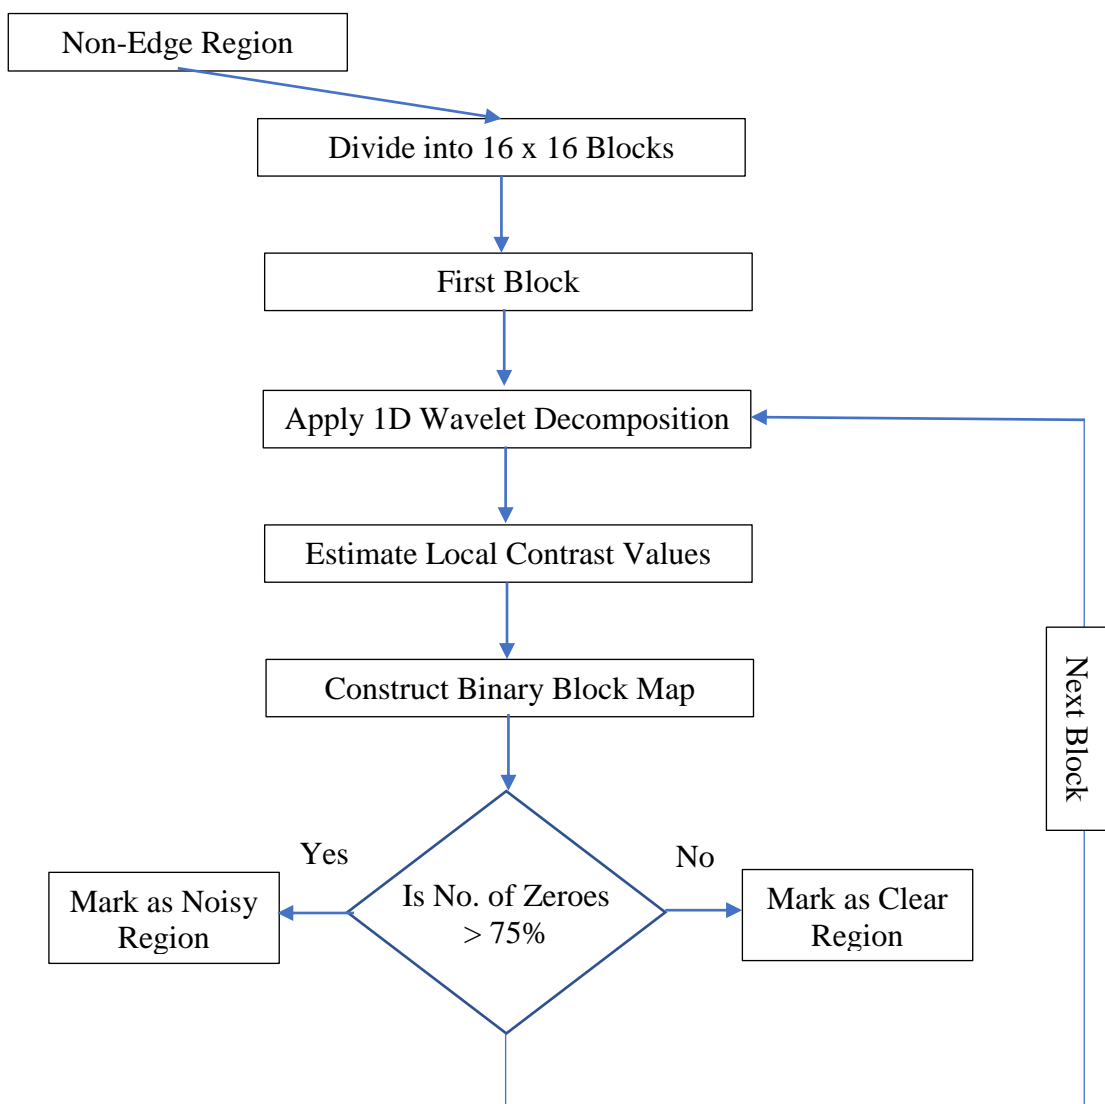 Non-Edge Region
Divide into 16 x 16 Blocks
First Block
Apply 1D Wavelet Decomposition
Estimate Local Contrast Values
Construct Binary Block Map
Next Block
Yes
No
Mark as Noisy
Region
Is No. of Zeroes
> 75%
Mark as Clear
Region